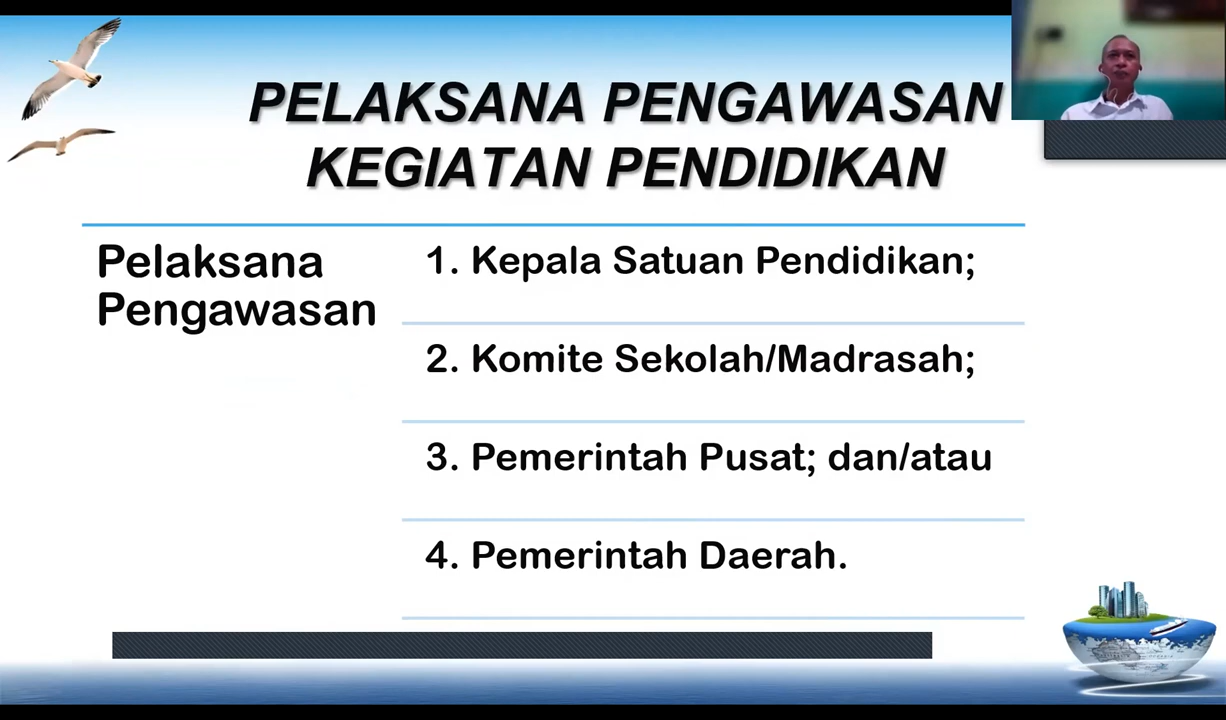 PELAKSANA PENGAWASAN
KEGIATAN PENDIDIKAN
Pelaksana
Pengawasan
1. Kepala Satuan Pendidikan;
2. Komite Sekolah/Madrasah;
3. Pemerintah Pusat; dan/atau
4. Pemerintah Daerah.